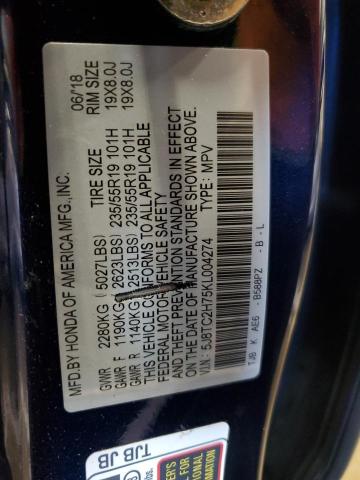 MFD.BY HONDA OF AMERICA MFG.,INC. 06/18
TIRE SIZE RIM SIZE
GVWR 2280KG (5027LBS)
GAWR F 1190KG (2623LBS) 235/55R19 101H 19X8.0J
GAWR R 1140KG (2513LBS) 235/55R19 101H 19X8.0J
THIS VEHICLE CONFORMS TO ALL APPLICABLE
FEDERAL MOTOR VEHICLE SAFETY
AND THEFT PREVENTION STANDARDS IN EFFECT
ON THE DATE OF MANUFACTURE SHOWN ABOVE.
VIN: 5J8TC2H75KL004274 TYPE: MPV
TJB K AE6 - B588PZ - B - L
TJB JB
lbs.